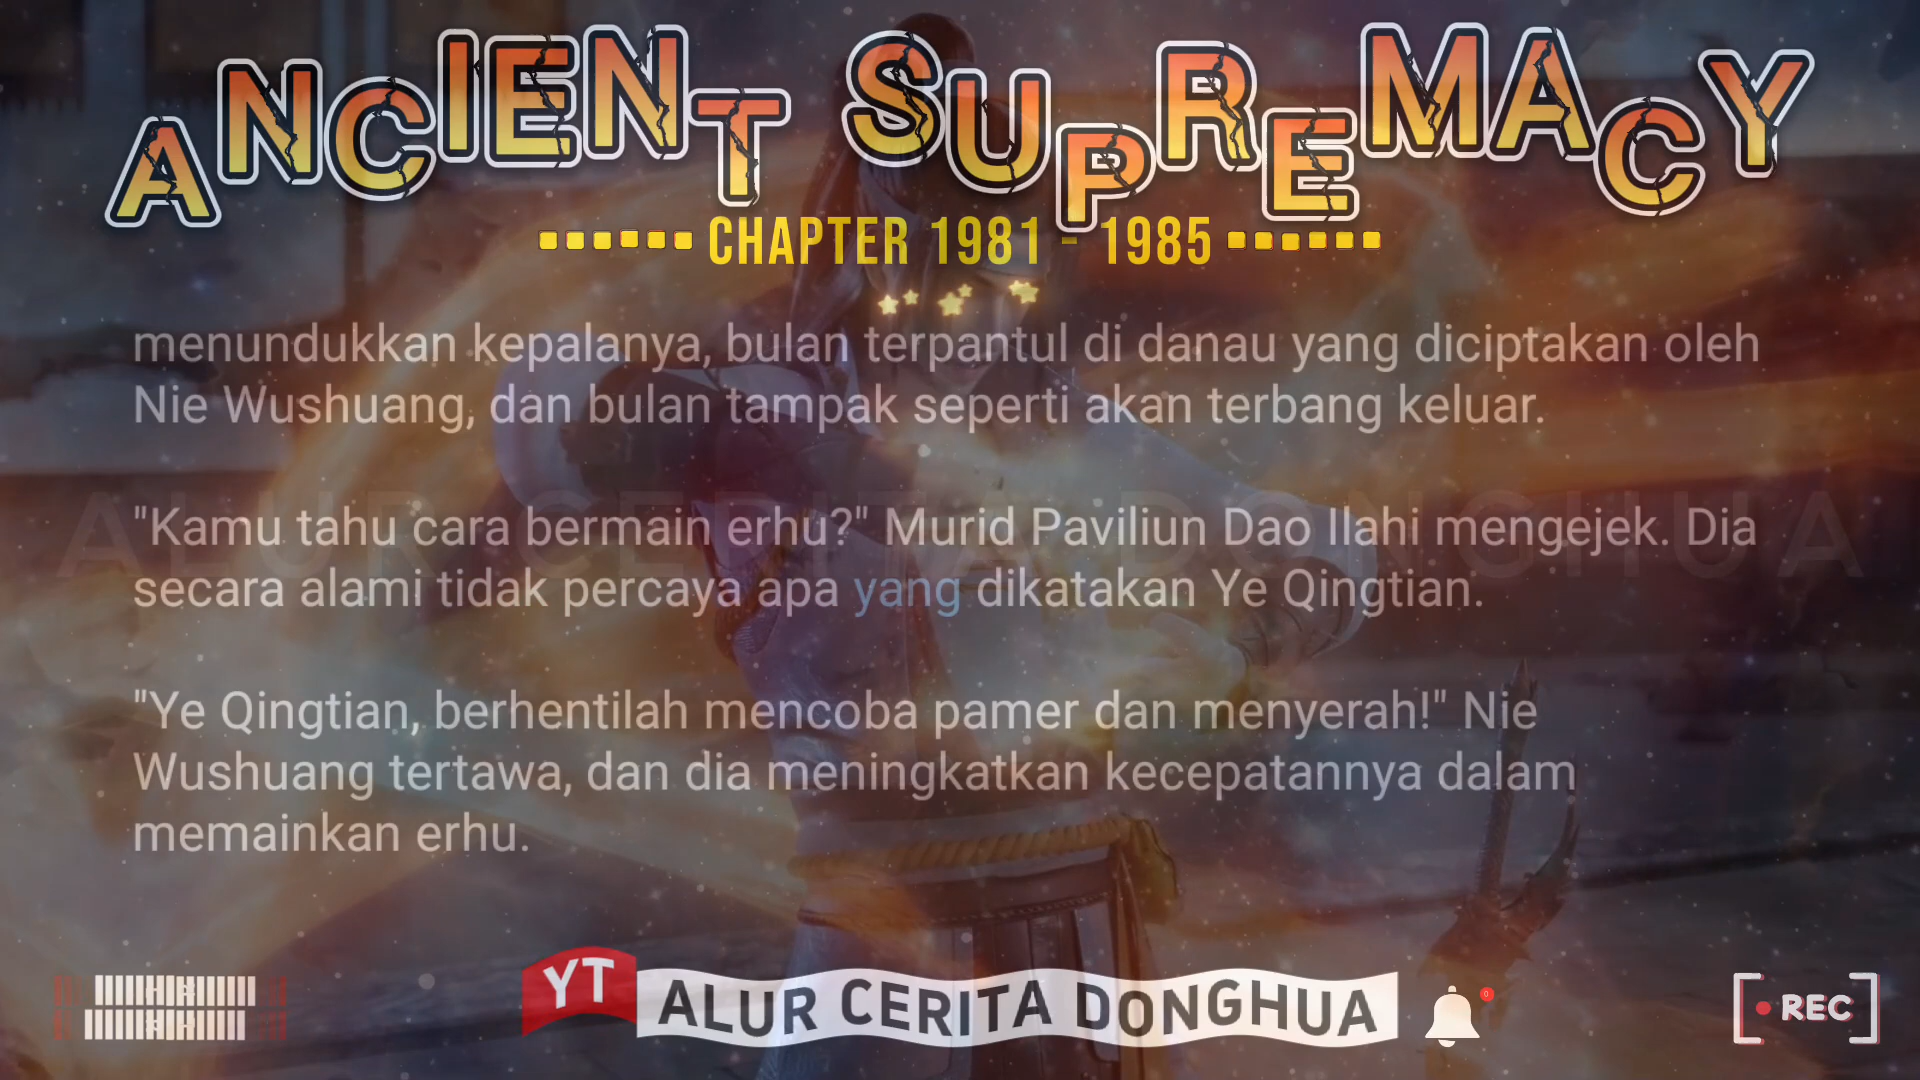 ANCIENT SUPREMACY
CHAPTER 1981 - 1985
menundukkan kepalanya, bulan terpantul di danau yang diciptakan oleh
Nie Wushuang, dan bulan tampak seperti akan terbang keluar.
ALUR CERITA DONGHUA
"Kamu tahu cara bermain erhu?" Murid Paviliun Dao Ilahi mengejek. Dia
secara alami tidak percaya apa yang dikatakan Ye Qingtian.
"Ye Qingtian, berhentilah mencoba pamer dan menyerah!" Nie
Wushuang tertawa, dan dia meningkatkan kecepatannya dalam
memainkan erhu.
YT ALUR CERITA DONGHUA
REC